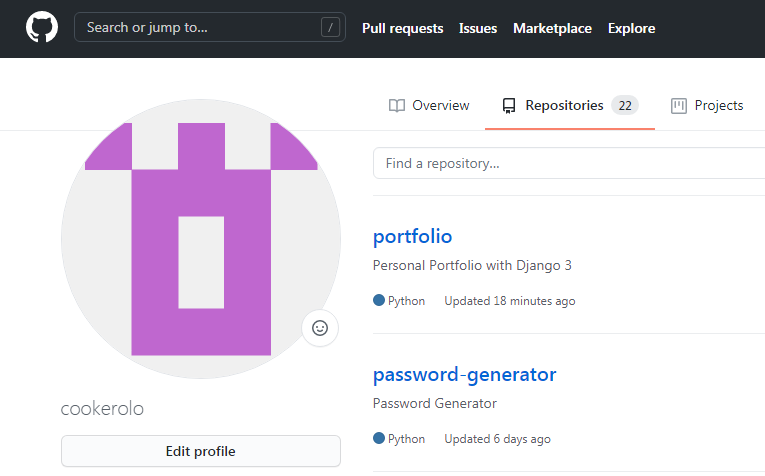 Search or jump to... / Pull requests Issues Marketplace Explore
Overview Repositories 22 Projects
Find a repository...
portfolio
Personal Portfolio with Django 3
Python Updated 18 minutes ago
password-generator
Password Generator
Python Updated 6 days ago
cookerolo
Edit profile